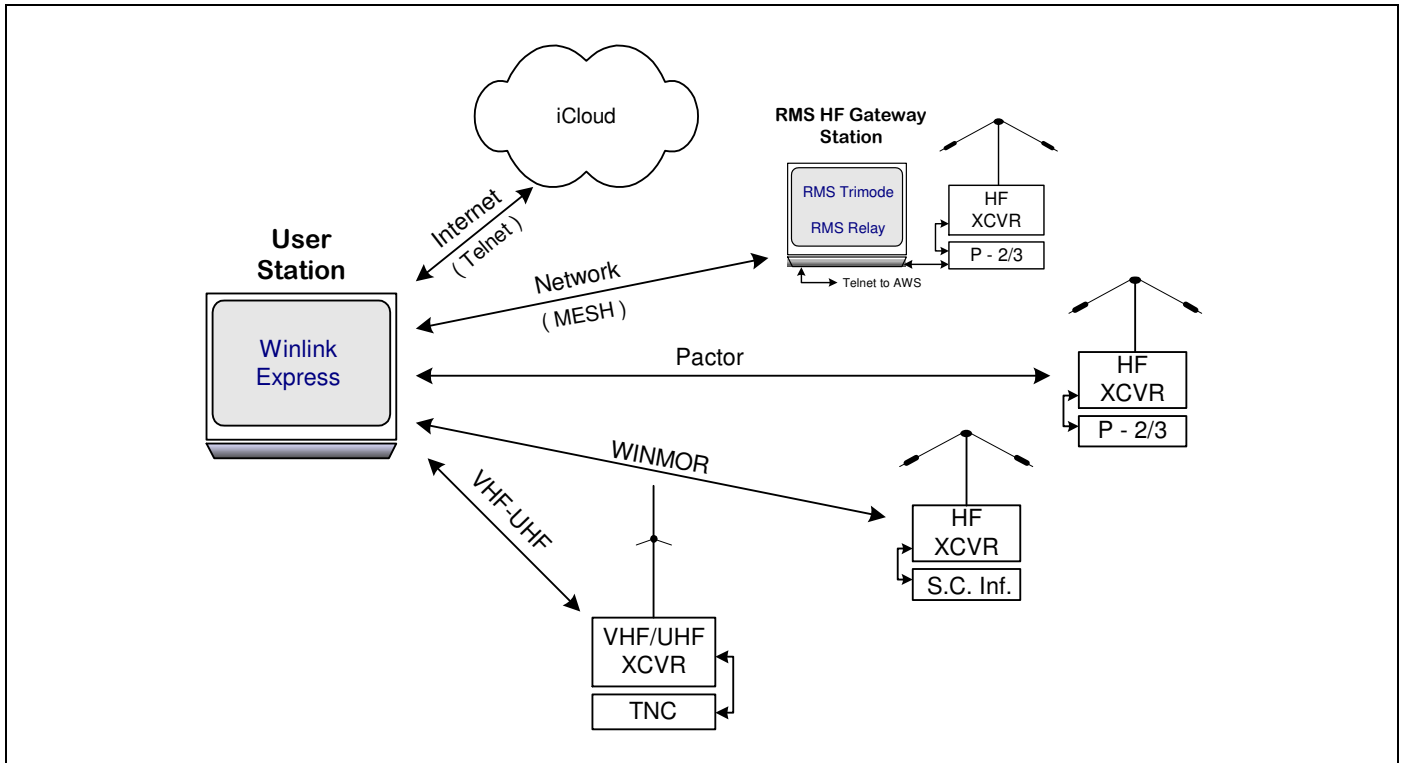 iCloud
RMS HF Gateway
Station
RMS Trimode
RMS Relay
HF
XCVR
P - 2/3
Telnet to AWS
Internet
( Telnet )
User
Station
Winlink
Express
Network
( MESH )
Pactor
HF
XCVR
P - 2/3
WINMOR
HF
XCVR
S.C. Inf.
VHF-UHF
VHF/UHF
XCVR
TNC